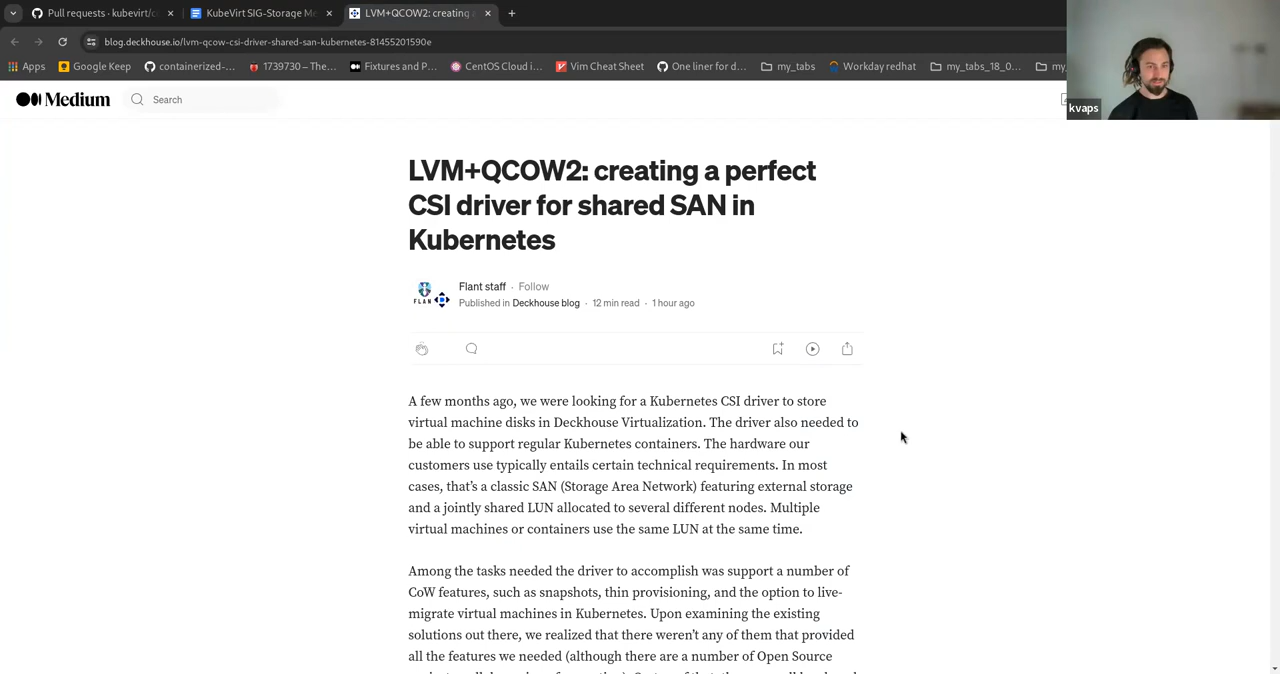 Pull requests · kubevirt/c
KubeVirt SIG-Storage Me
LVM+QCOW2: creating a
blog.deckhouse.io/lvm-qcow-csi-driver-shared-san-kubernetes-81455201590e
Apps
Google Keep
containerized-...
1739730 – The...
Fixtures and P...
CentOS Cloud i...
Vim Cheat Sheet
One liner for d...
my_tabs
Workday redhat
my_tabs_18_0...
my_
kvaps
Medium
Search
LVM+QCOW2: creating a perfect
CSI driver for shared SAN in
Kubernetes
FLAN
Flant staff · Follow
Published in Deckhouse blog · 12 min read · 1 hour ago
A few months ago, we were looking for a Kubernetes CSI driver to store
virtual machine disks in Deckhouse Virtualization. The driver also needed to
be able to support regular Kubernetes containers. The hardware our
customers use typically entails certain technical requirements. In most
cases, that's a classic SAN (Storage Area Network) featuring external storage
and a jointly shared LUN allocated to several different nodes. Multiple
virtual machines or containers use the same LUN at the same time.
Among the tasks needed the driver to accomplish was support a number of
CoW features, such as snapshots, thin provisioning, and the option to live-
migrate virtual machines in Kubernetes. Upon examining the existing
solutions out there, we realized that there weren't any of them that provided
all the features we needed (although there are a number of Open Source